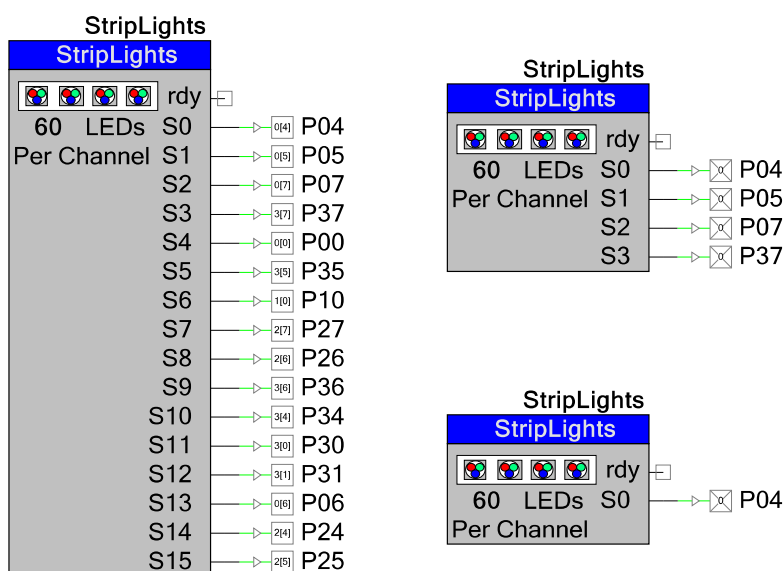 StripLights
StripLights
rdy
60 LEDs S0 0[4] P04
Per Channel S1 0[5] P05
S2 0[7] P07
S3 3[7] P37
S4 0[0] P00
S5 3[5] P35
S6 1[0] P10
S7 2[7] P27
S8 2[6] P26
S9 3[6] P36
S10 3[4] P34
S11 3[0] P30
S12 3[1] P31
S13 0[6] P06
S14 2[4] P24
S15 2[5] P25
StripLights
StripLights
rdy
60 LEDs S0 0 P04
Per Channel S1 0 P05
S2 0 P07
S3 0 P37
StripLights
StripLights
rdy
60 LEDs S0 0 P04
Per Channel